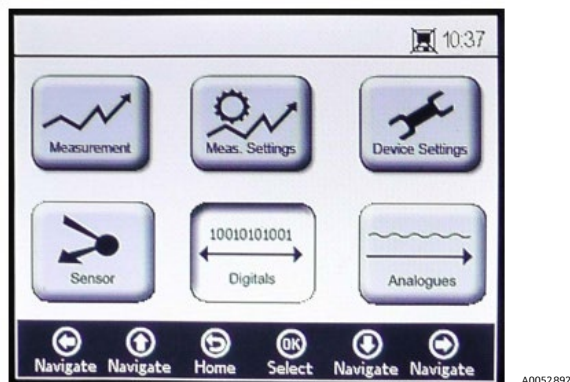 10:37
Measurement Meas. Settings Device Settings
10010101001
Sensor Digitals Analogues
OK
Navigate Navigate Home Select Navigate Navigate
A0052892